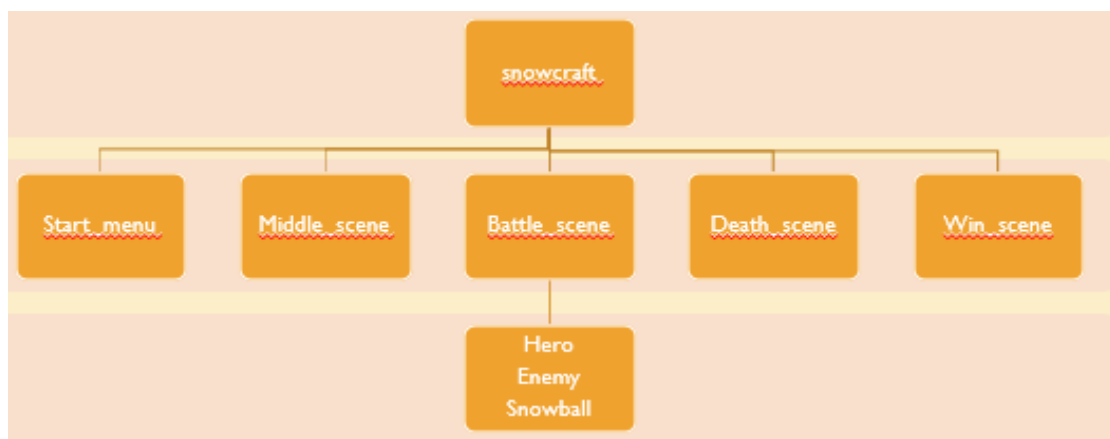 snowcraft
Start_menu
Middle_scene
Battle_scene
Death_scene
Win_scene
Hero
Enemy
Snowball